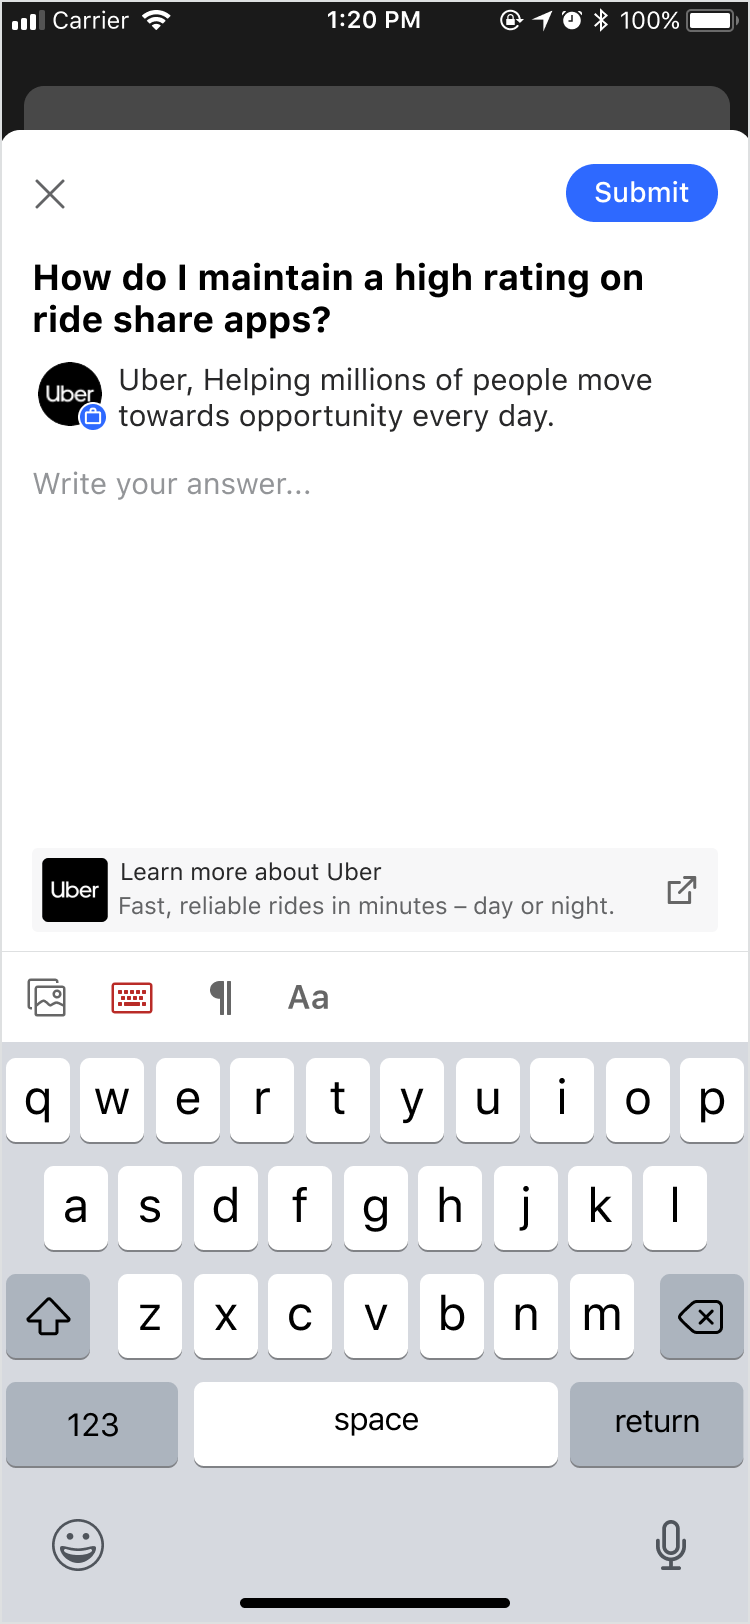 Carrier 1:20 PM 100%
Submit
How do I maintain a high rating on
ride share apps?
Uber
Uber, Helping millions of people move
towards opportunity every day.
Write your answer...
Uber
Learn more about Uber
Fast, reliable rides in minutes – day or night.
¶ Aa
q w e r t y u i o p
a s d f g h j k l
z x c v b n m
123 space return